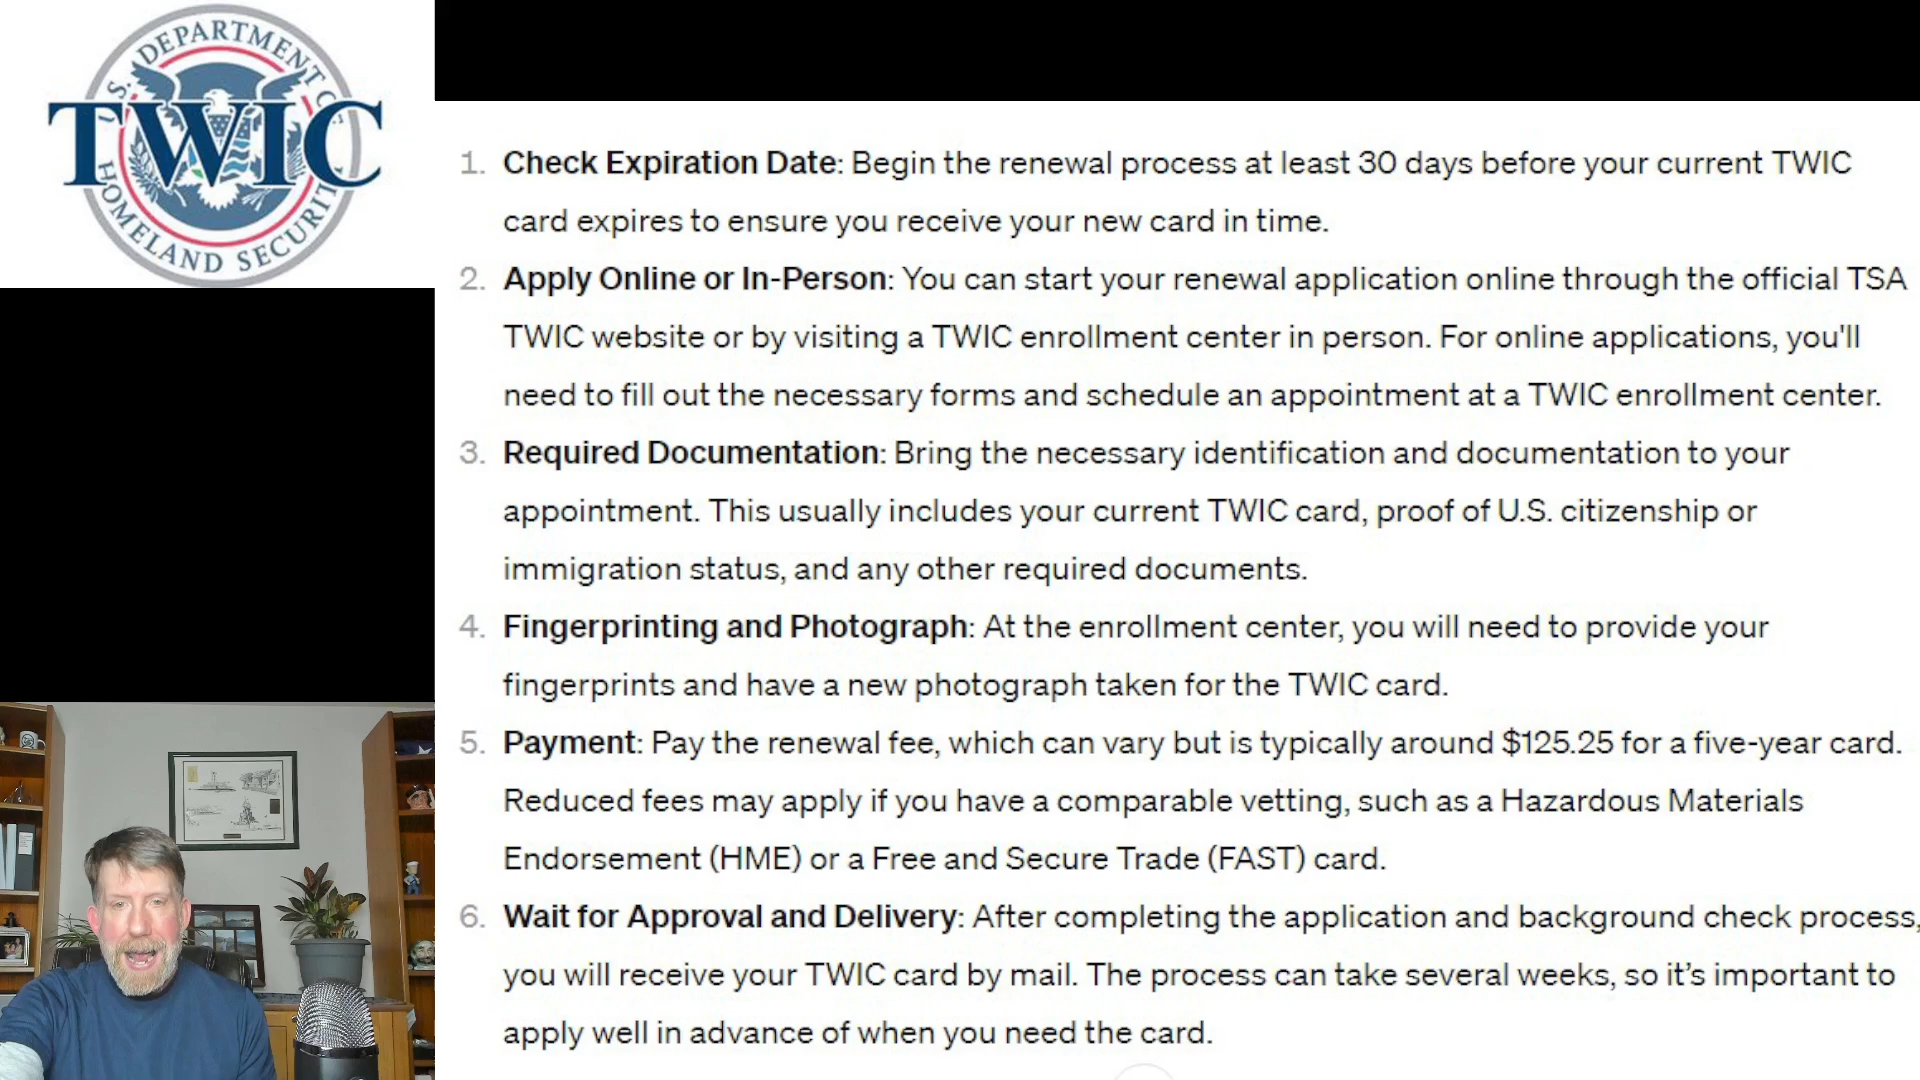 U.S. DEPARTMENT OF
TWIC
HOMELAND SECURITY
1. Check Expiration Date: Begin the renewal process at least 30 days before your current TWIC
card expires to ensure you receive your new card in time.
2. Apply Online or In-Person: You can start your renewal application online through the official TSA
TWIC website or by visiting a TWIC enrollment center in person. For online applications, you'll
need to fill out the necessary forms and schedule an appointment at a TWIC enrollment center.
3. Required Documentation: Bring the necessary identification and documentation to your
appointment. This usually includes your current TWIC card, proof of U.S. citizenship or
immigration status, and any other required documents.
4. Fingerprinting and Photograph: At the enrollment center, you will need to provide your
fingerprints and have a new photograph taken for the TWIC card.
5. Payment: Pay the renewal fee, which can vary but is typically around $125.25 for a five-year card.
Reduced fees may apply if you have a comparable vetting, such as a Hazardous Materials
Endorsement (HME) or a Free and Secure Trade (FAST) card.
6. Wait for Approval and Delivery: After completing the application and background check process,
you will receive your TWIC card by mail. The process can take several weeks, so it’s important to
apply well in advance of when you need the card.